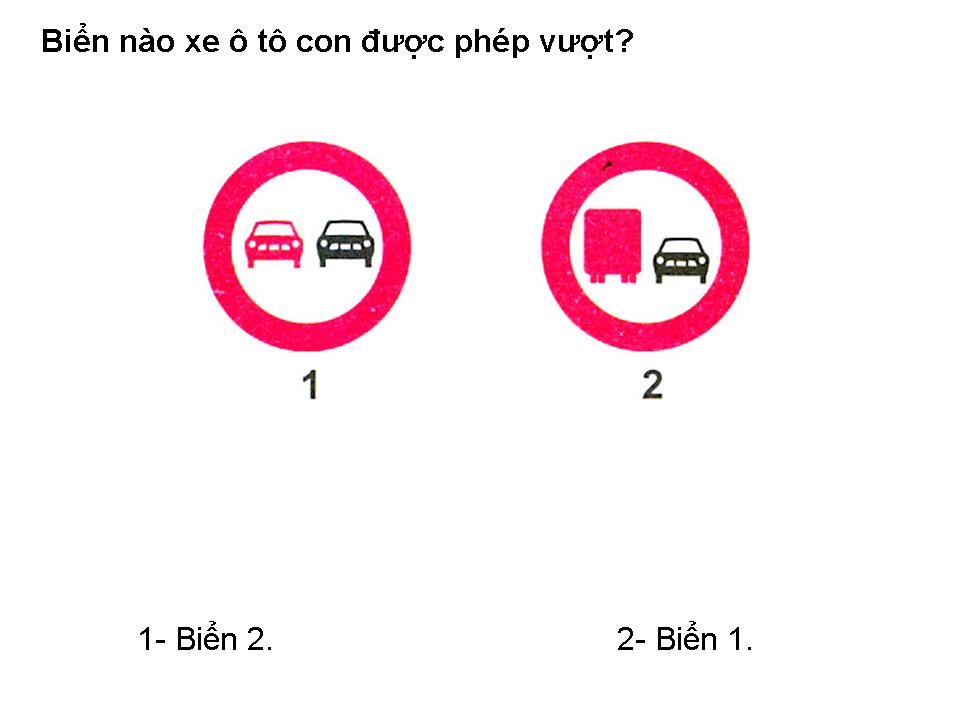 Biển nào xe ô tô con được phép vượt?
1
2
1- Biển 2.
2- Biển 1.